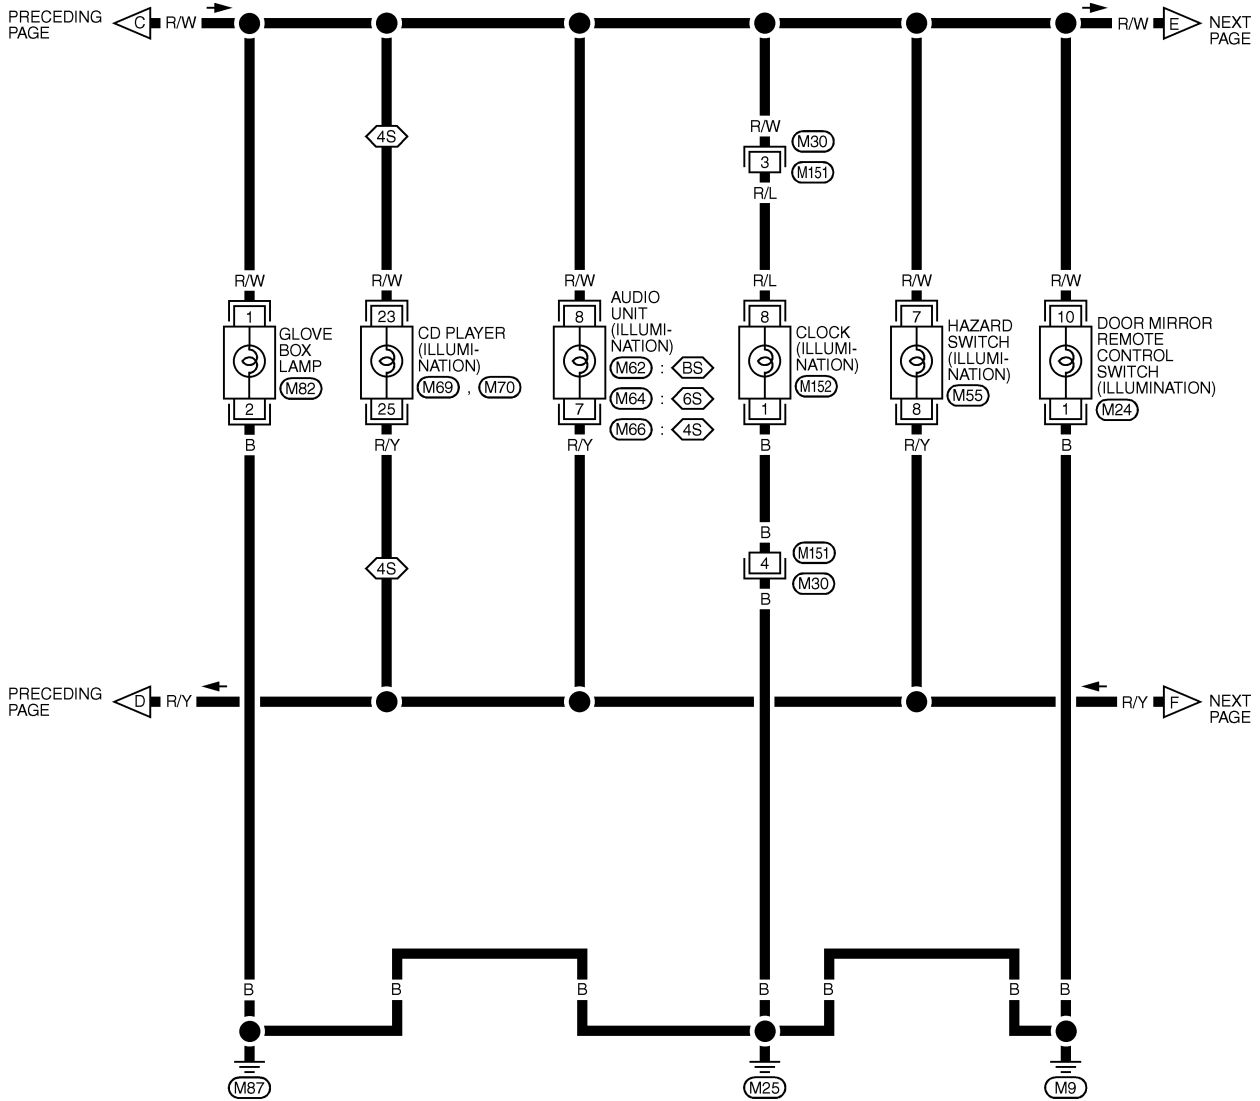 PRECEDING
PAGE
C
R/W
R/W
E
NEXT
PAGE
4S
R/W
3
M30
M151
R/L
R/W
R/W
R/W
R/L
R/W
R/W
1
2
GLOVE
BOX
LAMP
M82
23
25
CD PLAYER
(ILLUMI-
NATION)
M69 , M70
8
7
AUDIO
UNIT
(ILLUMI-
NATION)
M62 : BS
M64 : 6S
M66 : 4S
8
1
CLOCK
(ILLUMI-
NATION)
M152
7
8
HAZARD
SWITCH
(ILLUMI-
NATION)
M55
10
1
DOOR MIRROR
REMOTE
CONTROL
SWITCH
(ILLUMINATION)
M24
B
R/Y
R/Y
B
R/Y
B
4S
B
4
M151
M30
B
PRECEDING
PAGE
D
R/Y
R/Y
F
NEXT
PAGE
B
B
B
B
B
B
B
M87
M25
M9